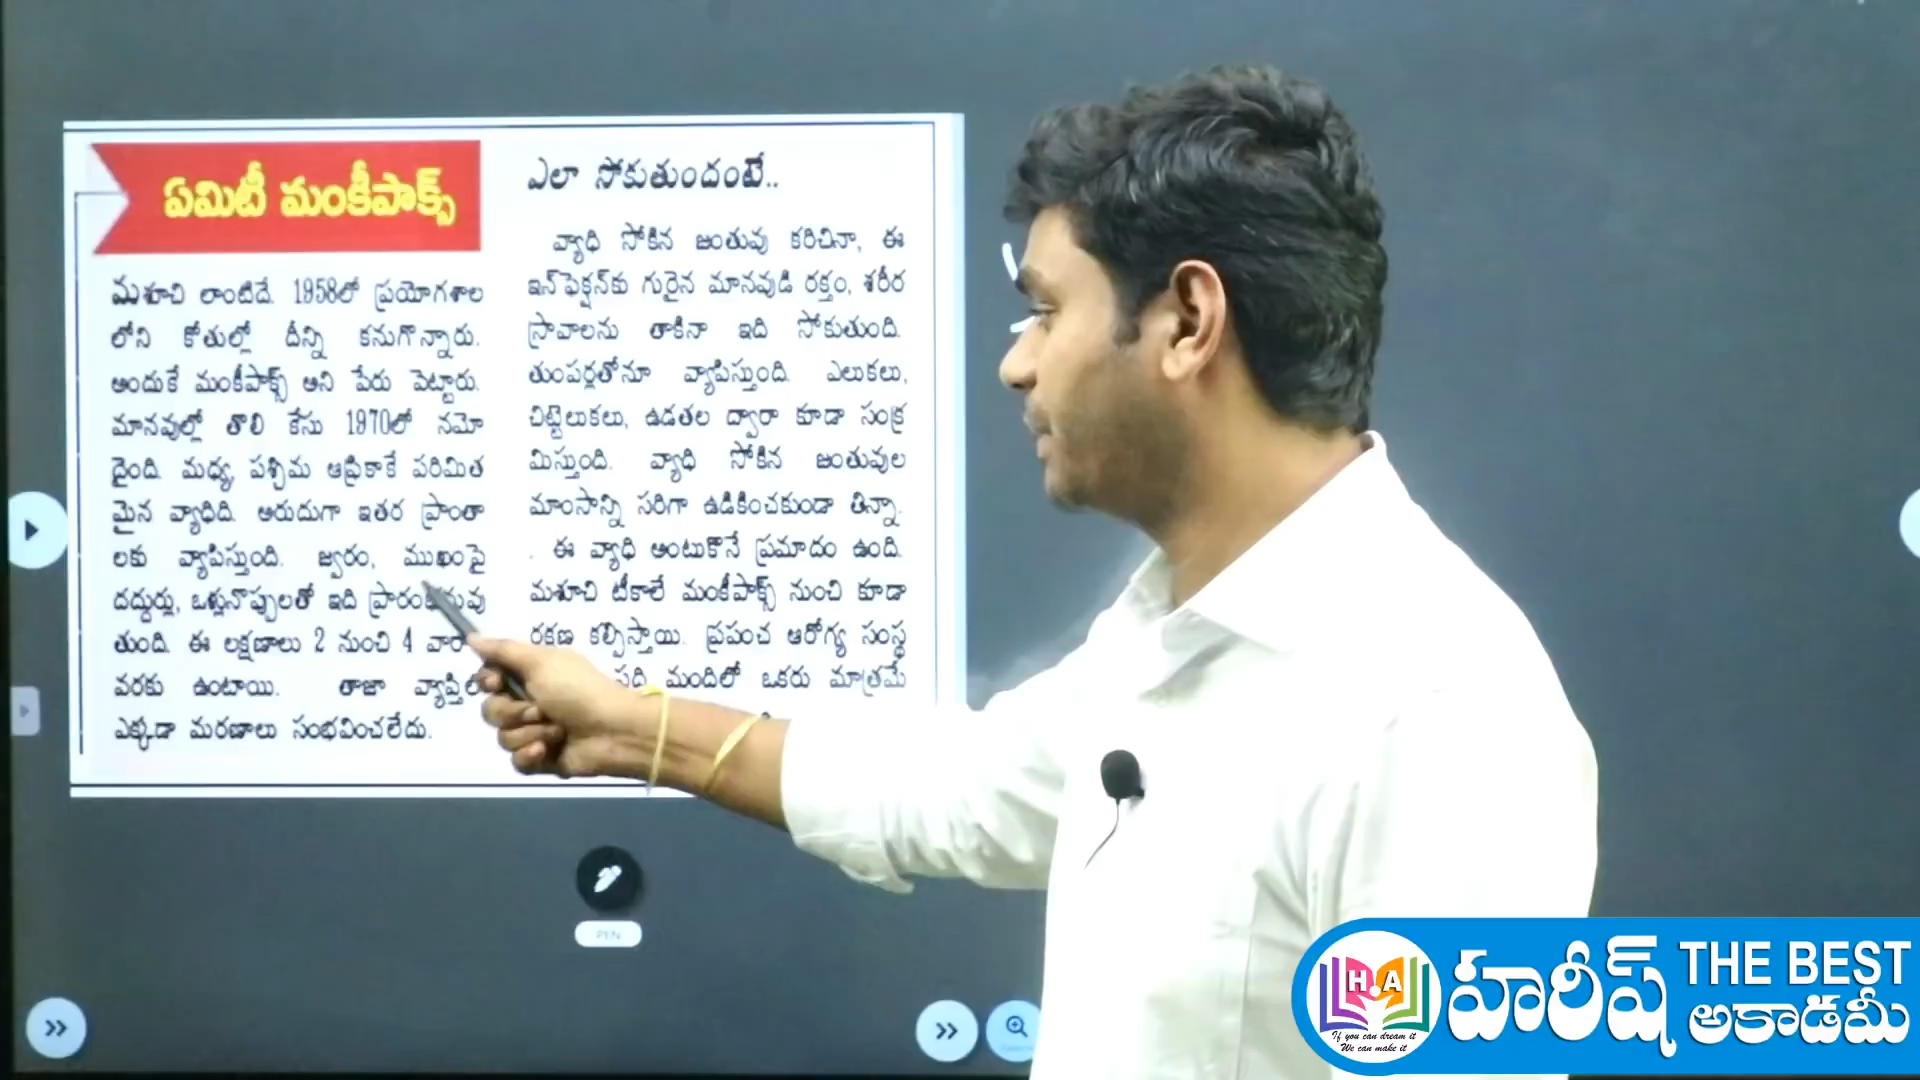 ఏమిటీ మంకీపాక్స్
మశూచి లాంటిదే. 1958లో ప్రయోగశాల
లోని కోతుల్లో దీన్ని కనుగొన్నారు.
అందుకే మంకీపాక్స్ అని పేరు పెట్టారు.
మానవుల్లో తొలి కేసు 1970లో నమో
దైంది. మధ్య, పశ్చిమ ఆఫ్రికాకే పరిమిత
మైన వ్యాధిది. అరుదుగా ఇతర ప్రాంతా
లకు వ్యాపిస్తుంది. జ్వరం, ముఖంపై
దద్దుర్లు, ఒళ్లునొప్పులతో ఇది
తుంది. ఈ లక్షణాలు 2 నుంచి 4
వరకు ఉంటాయి. తాజా
ఎక్కడా మరణాలు సంభవించలేదు.
ఎలా సోకుతుందంటే..
వ్యాధి సోకిన జంతువు కరిచినా, ఈ
ఇన్‌ఫెక్షన్‌కు గురైన మానవుడి రక్తం, శరీర
స్రావాలను తాకినా ఇది సోకుతుంది.
తుంపర్లతోనూ వ్యాపిస్తుంది. ఎలుకలు,
చిట్టెలుకలు, ఉడతల ద్వారా కూడా సంక్ర
మిస్తుంది. వ్యాధి సోకిన జంతువుల
మాంసాన్ని సరిగా ఉడికించకుండా తిన్నా.
. ఈ వ్యాధి అంటుకొనే ప్రమాదం ఉంది.
మశూచి టీకాలే మంకీపాక్స్ నుంచి కూడా
రక్షణ కల్పిస్తాయి. ప్రపంచ ఆరోగ్య సంస్థ
పది మందిలో ఒకరు మాత్రమే
PEN
H.A
If you can dream it
We can make it
హరీష్
THE BEST
అకాడమీ